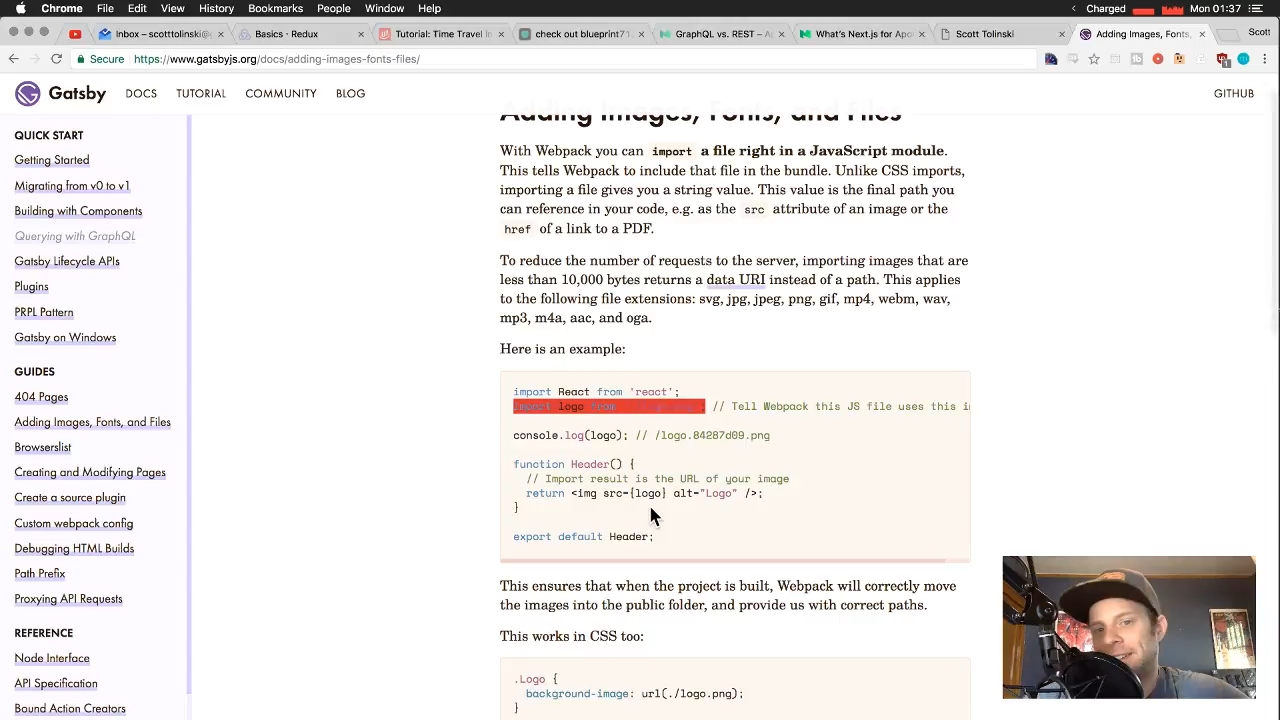 Chrome File Edit View History Bookmarks People Window Help Charged Mon 01:37
Inbox – scotttolinski@ Basics · Redux Tutorial: Time Travel in check out blueprint71 GraphQL vs. REST – Ap What's Next.js for Apol Scott Tolinski Adding Images, Fonts, Scott
Secure https://www.gatsbyjs.org/docs/adding-images-fonts-files/
Gatsby DOCS TUTORIAL COMMUNITY BLOG GITHUB
QUICK START
Getting Started
Migrating from v0 to v1
Building with Components
Querying with GraphQL
Gatsby Lifecycle APIs
Plugins
PRPL Pattern
Gatsby on Windows
GUIDES
404 Pages
Adding Images, Fonts, and Files
Browserslist
Creating and Modifying Pages
Create a source plugin
Custom webpack config
Debugging HTML Builds
Path Prefix
Proxying API Requests
REFERENCE
Node Interface
API Specification
Bound Action Creators
Adding Images, Fonts, and Files
With Webpack you can import a file right in a JavaScript module.
This tells Webpack to include that file in the bundle. Unlike CSS imports,
importing a file gives you a string value. This value is the final path you
can reference in your code, e.g. as the src attribute of an image or the
href of a link to a PDF.
To reduce the number of requests to the server, importing images that are
less than 10,000 bytes returns a data URI instead of a path. This applies
to the following file extensions: svg, jpg, jpeg, png, gif, mp4, webm, wav,
mp3, m4a, aac, and oga.
Here is an example:
import React from 'react';
import logo from ; // Tell Webpack this JS file uses this i
console.log(logo); // /logo.84287d09.png
function Header() {
// Import result is the URL of your image
return <img src={logo} alt="Logo" />;
}
export default Header;
This ensures that when the project is built, Webpack will correctly move
the images into the public folder, and provide us with correct paths.
This works in CSS too:
.Logo {
background-image: url(./logo.png);
}